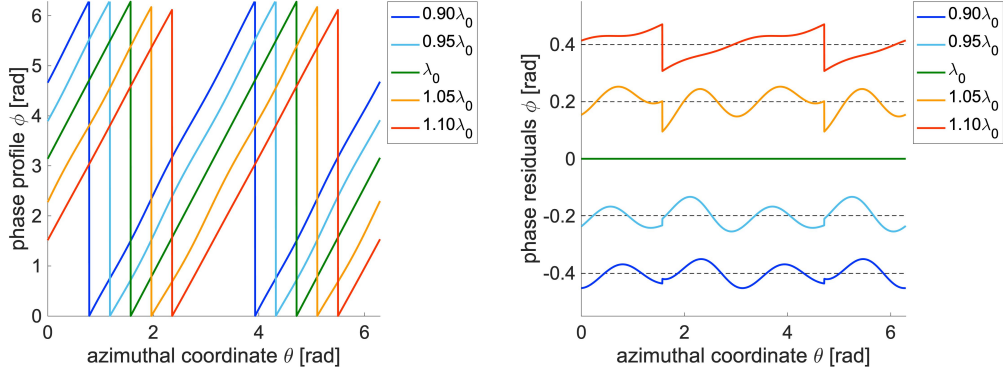 phase profile ϕ [rad]
6
5
4
3
2
1
0
0
2
4
6
azimuthal coordinate θ [rad]
0.90λ₀
0.95λ₀
λ₀
1.05λ₀
1.10λ₀
phase residuals ϕ [rad]
0.4
0.2
0
-0.2
-0.4
0
2
4
6
azimuthal coordinate θ [rad]
0.90λ₀
0.95λ₀
λ₀
1.05λ₀
1.10λ₀